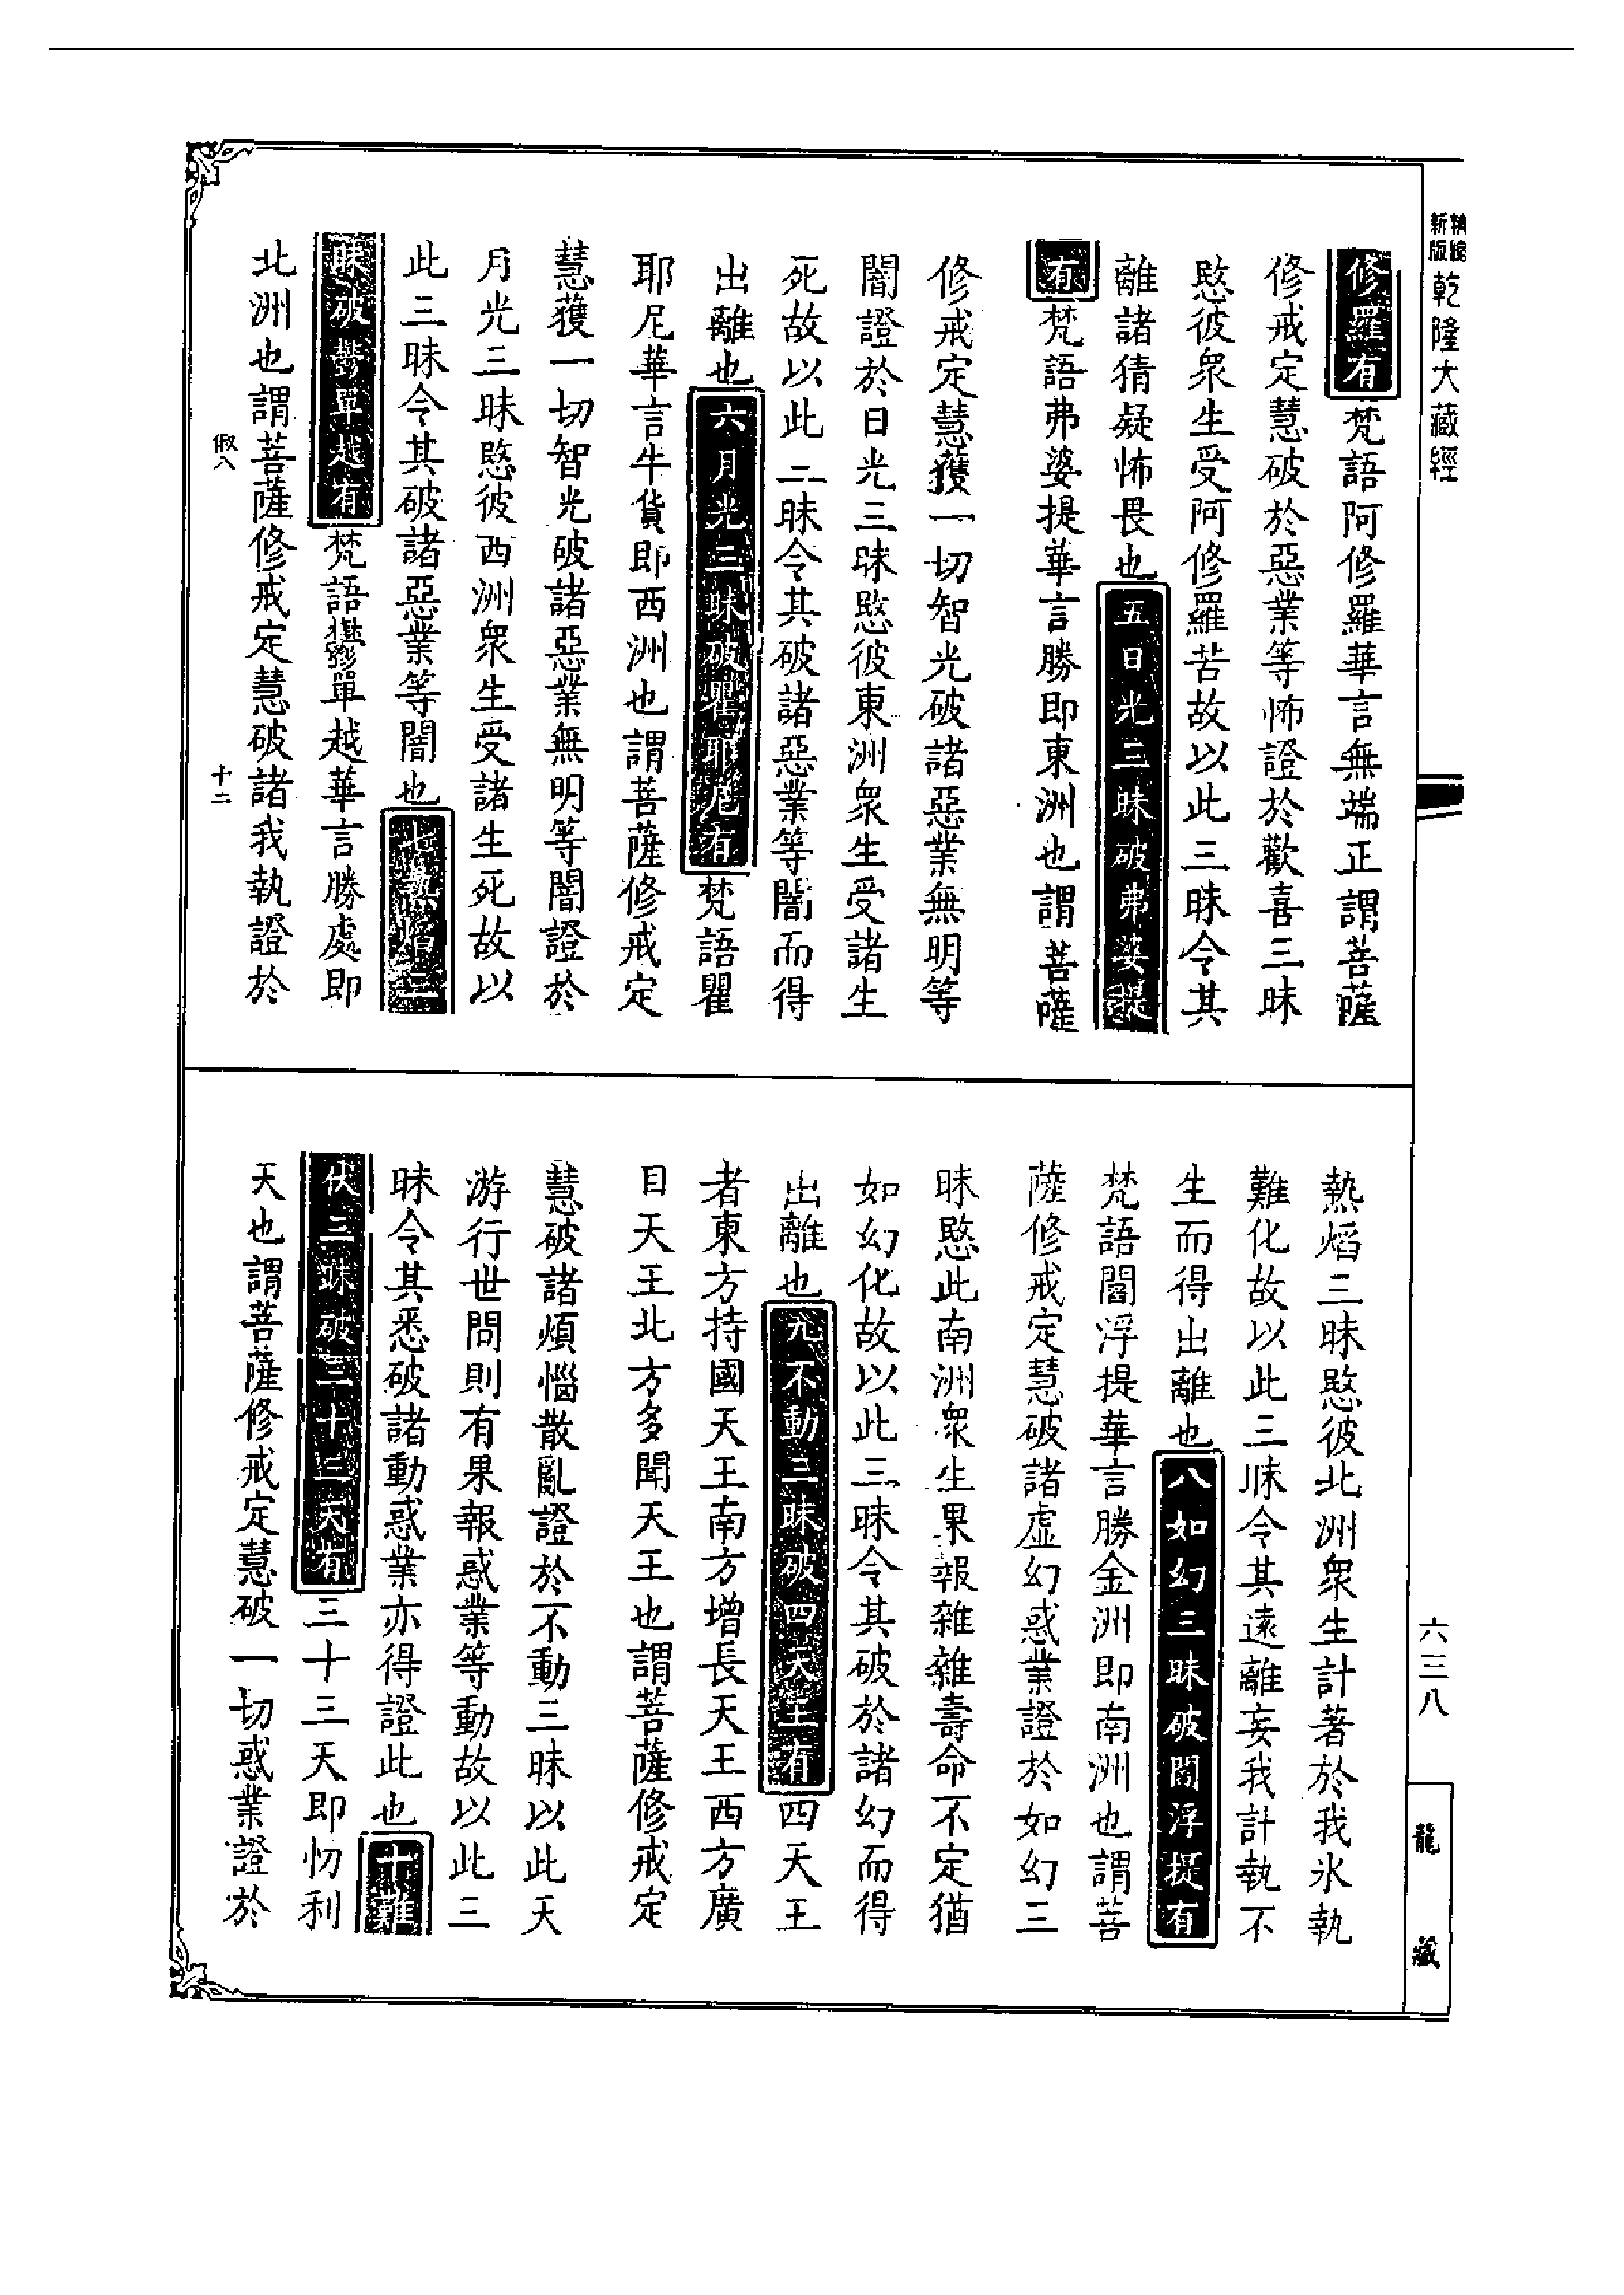 精編
新版
乾隆大藏經
修羅有梵語阿修羅華言無端正謂菩薩
修戒定慧破於惡業等怖證於歡喜三昧
愍彼衆生受阿修羅苦故以此三昧令其
離諸猜疑怖畏也五日光三昧破弗婆提
有梵語弗婆提華言勝即東洲也謂菩薩
修戒定慧獲一切智光破諸惡業無明等
闇證於日光三昧愍彼東洲衆生受諸生
死故以此二昧令其破諸惡業等闇而得
出離也六月光三昧破瞿耶尼有梵語瞿
耶尼華言牛貨即西洲也謂菩薩修戒定
慧獲一切智光破諸惡業無明等闇證於
月光三昧愍彼西洲衆生受諸生死故以
此三昧令其破諸惡業等闇也七熱燄三
昧破鬱單越有梵語鬱單越華言勝處即
北洲也謂菩薩修戒定慧破諸我執證於
假八
十二
熱熖三昧愍彼北洲衆生計著於我氷執
難化故以此三昧令其遠離妄我計執不
生而得出離也八如幻三昧破閻浮提有
梵語閻浮提華言勝金洲即南洲也謂菩
薩修戒定慧破諸虛幻惑業證於如幻三
昧愍此南洲衆生果報雜雜壽命不定猶
如幻化故以此三昧令其破於諸幻而得
出離也九不動三昧破四天王有四天王
者東方持國天王南方增長天王西方廣
目天王北方多聞天王也謂菩薩修戒定
慧破諸煩惱散亂證於不動三昧以此天
游行世間則有果報惑業等動故以此三
昧令其悉破諸動惑業亦得證此也十難
伏三昧破三十三天有三十三天即忉利
天也謂菩薩修戒定慧破一切惑業證於
六三八
龍
藏